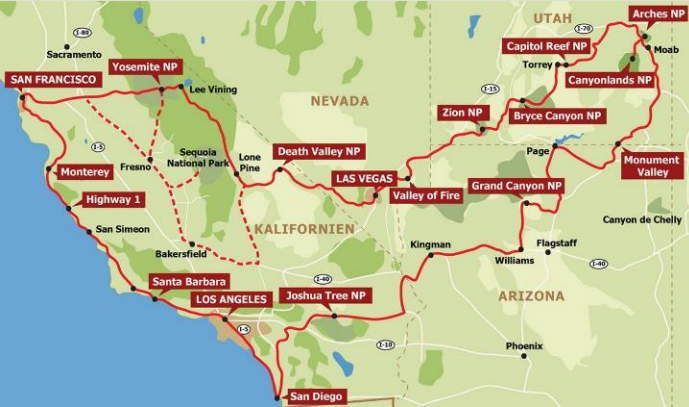 Arches NP
UTAH
I-80
I-70
Sacramento
Capitol Reef NP
Moab
Yosemite NP
Torrey
SAN FRANCISCO
Canyonlands NP
Lee Vining
I-15
NEVADA
Zion NP
Bryce Canyon NP
I-5
Sequoia
National Park
Death Valley NP
Page
Fresno
Lone
Pine
Monument
Valley
Monterey
LAS VEGAS
Grand Canyon NP
Valley of Fire
Highway 1
Canyon de Chelly
San Simeon
KALIFORNIEN
Kingman
Flagstaff
Bakersfield
Williams
I-40
I-40
Santa Barbara
LOS ANGELES
Joshua Tree NP
ARIZONA
I-5
I-10
Phoenix
San Diego